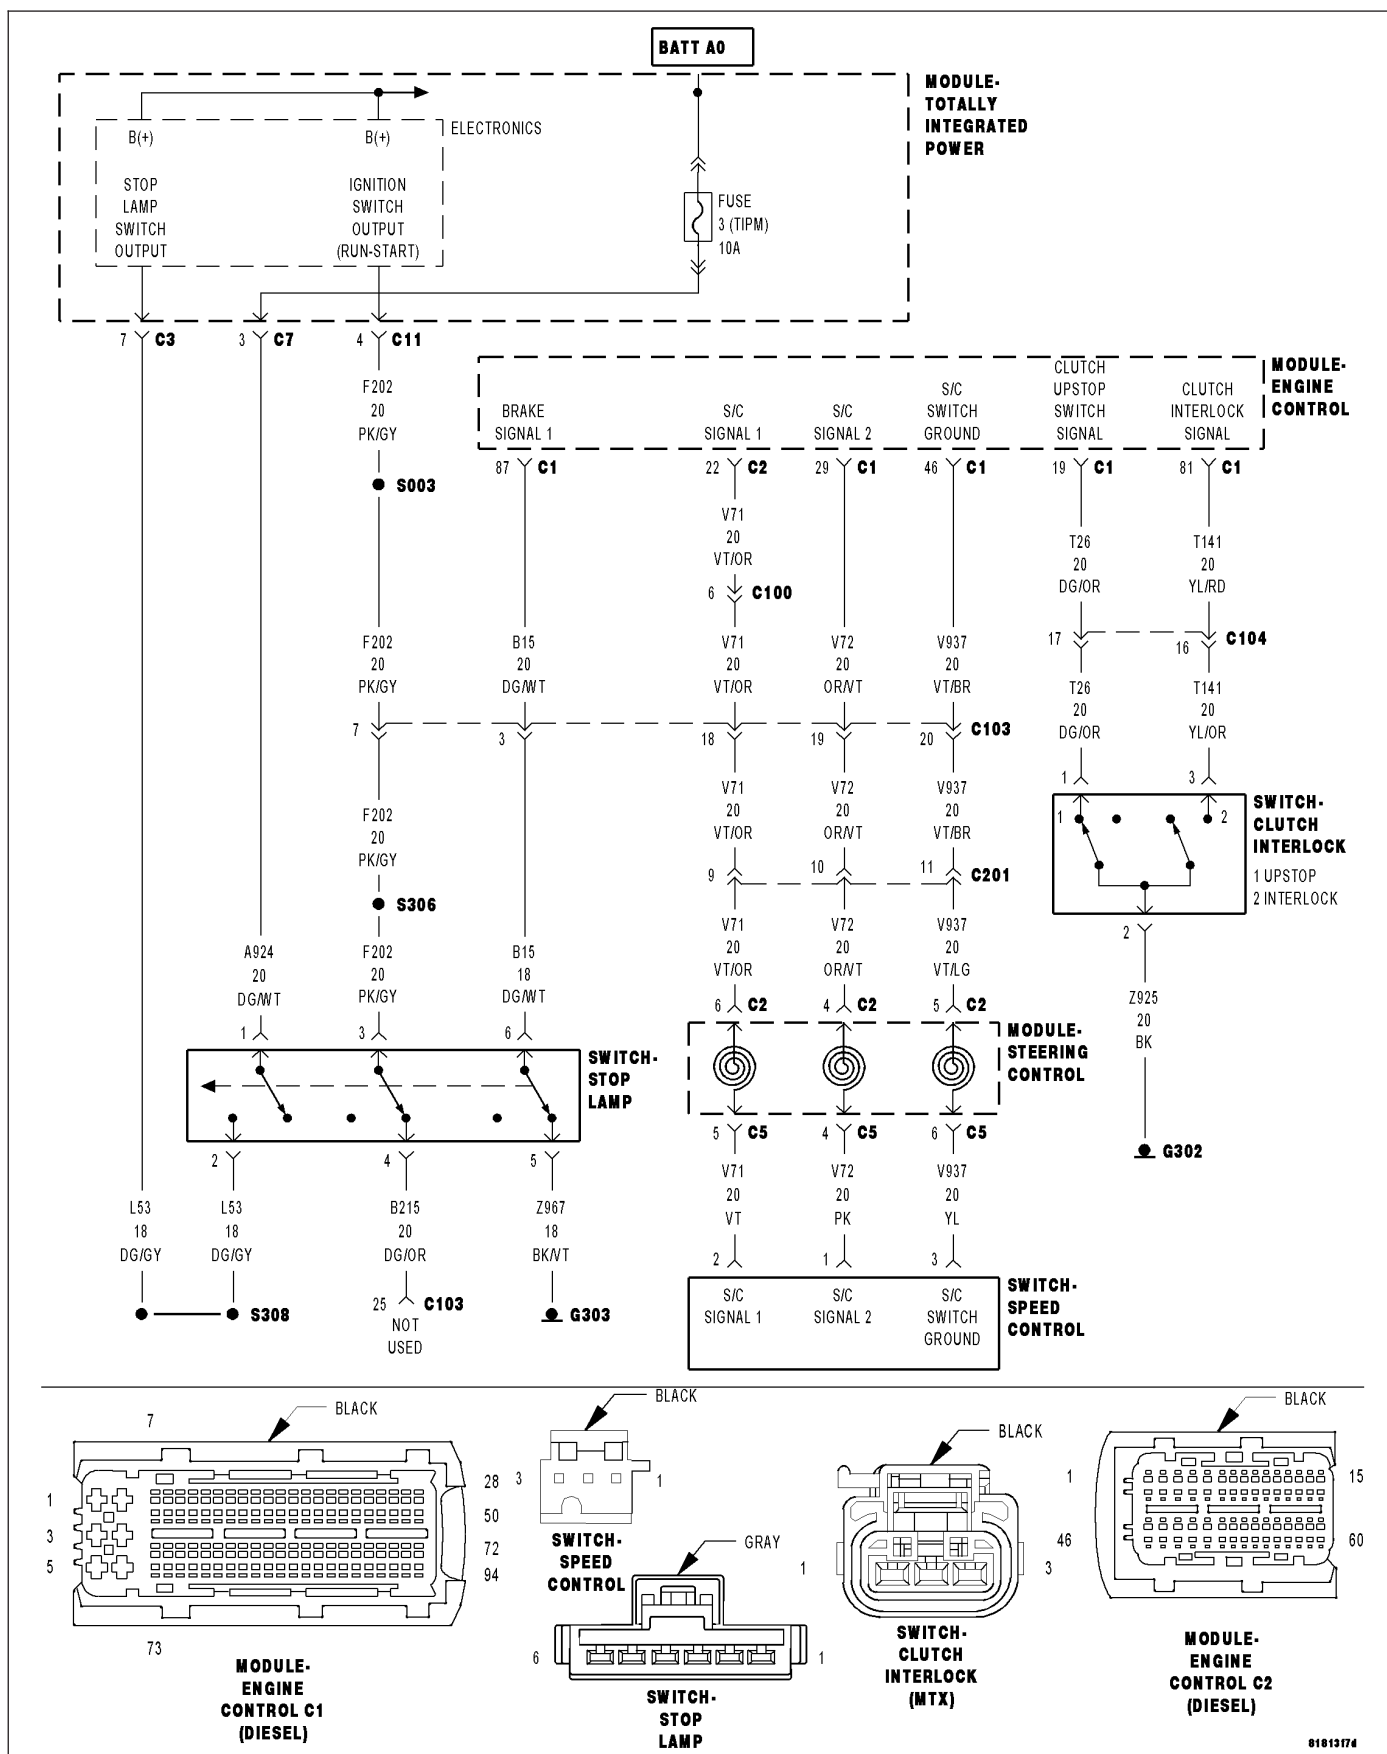 BATT A0
MODULE-
TOTALLY
INTEGRATED
POWER
B(+)
B(+)
ELECTRONICS
STOP
LAMP
SWITCH
OUTPUT
IGNITION
SWITCH
OUTPUT
(RUN-START)
FUSE
3 (TIPM)
10A
7 C3
3 C7
4 C11
MODULE-
ENGINE
CONTROL
BRAKE
SIGNAL 1
S/C
SIGNAL 1
S/C
SIGNAL 2
S/C
SWITCH
GROUND
CLUTCH
UPSTOP
SWITCH
SIGNAL
CLUTCH
INTERLOCK
SIGNAL
87 C1
22 C2
29 C1
46 C1
19 C1
81 C1
F202
20
PK/GY
S003
V71
20
VT/OR
6 C100
T26
20
DG/OR
T141
20
YL/RD
17
16
C104
F202
20
PK/GY
B15
20
DG/WT
V71
20
VT/OR
V72
20
OR/VT
V937
20
VT/BR
T26
20
DG/OR
T141
20
YL/OR
7
3
18
19
20
C103
1
3
F202
20
PK/GY
V71
20
VT/OR
V72
20
OR/VT
V937
20
VT/BR
1
2
SWITCH-
CLUTCH
INTERLOCK
1 UPSTOP
2 INTERLOCK
9
10
11
C201
S306
2
A924
20
DG/WT
F202
20
PK/GY
B15
18
DG/WT
V71
20
VT/OR
V72
20
OR/VT
V937
20
VT/LG
Z925
20
BK
1
3
6
6 C2
4 C2
5 C2
SWITCH-
STOP
LAMP
MODULE-
STEERING
CONTROL
2
4
5
5 C5
4 C5
6 C5
G302
L53
18
DG/GY
L53
18
DG/GY
B215
20
DG/OR
Z967
18
BK/VT
V71
20
VT
V72
20
PK
V937
20
YL
2
1
3
S308
25 C103
NOT
USED
G303
S/C
SIGNAL 1
S/C
SIGNAL 2
S/C
SWITCH
GROUND
SWITCH-
SPEED
CONTROL
7
BLACK
1
3
5
28
50
72
94
73
MODULE-
ENGINE
CONTROL C1
(DIESEL)
BLACK
3
1
SWITCH-
SPEED
CONTROL
GRAY
6
1
SWITCH-
STOP
LAMP
BLACK
1
3
SWITCH-
CLUTCH
INTERLOCK
(MTX)
BLACK
1
15
46
60
MODULE-
ENGINE
CONTROL C2
(DIESEL)
8181317d